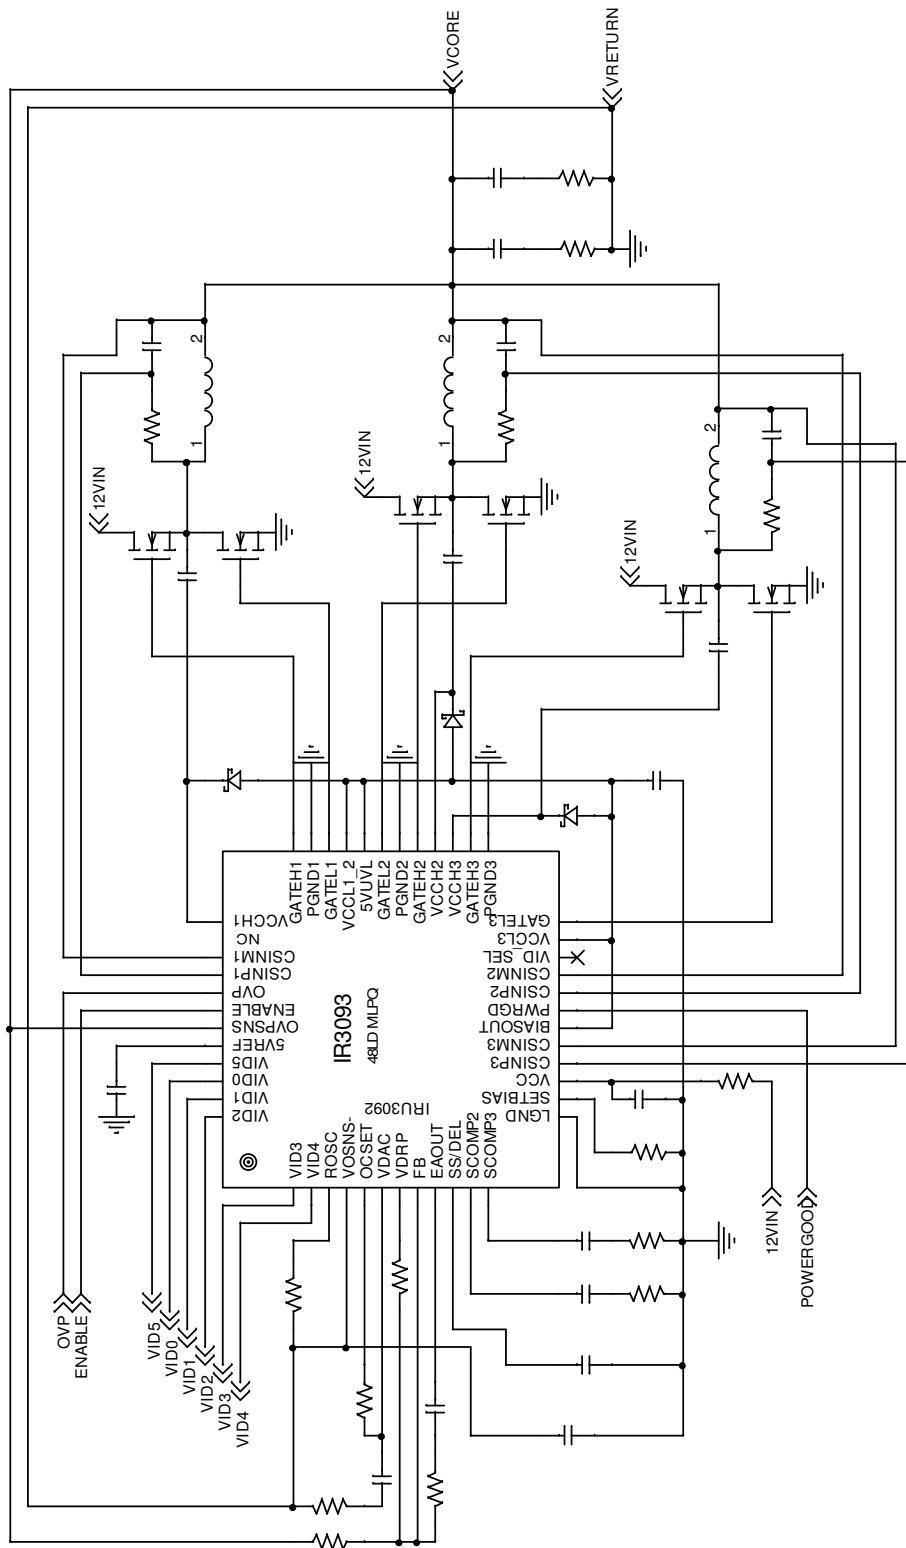 VCORE
VRETURN
2
1
12VIN
2
1
12VIN
2
1
12VIN
GATEH1
PGND1
GATEL1
VCCL1_2
5VUVL
GATEL2
PGND2
GATEH2
VCCH2
VCCH3
GATEH3
PGND3
VCCH1
NC
CSINM1
CSINP1
OVP
ENABLE
OVPSNS
5VREF
VID5
VID0
VID1
VID2
GATEL3
VCCL3
VID_SEL
CSINM2
CSINP2
PWRGD
BIASOUT
CSINM3
CSINP3
VCC
SETBIAS
LGND
IR3093
48LD MLPQ
IRU3092
VID3
VID4
ROSC
VOSNS-
OCSET
VDAC
VDRP
FB
EAOUT
SS/DEL
SCOMP2
SCOMP3
OVP
ENABLE
VID5
VID0
VID1
VID2
VID3
VID4
12VIN
POWERGOOD